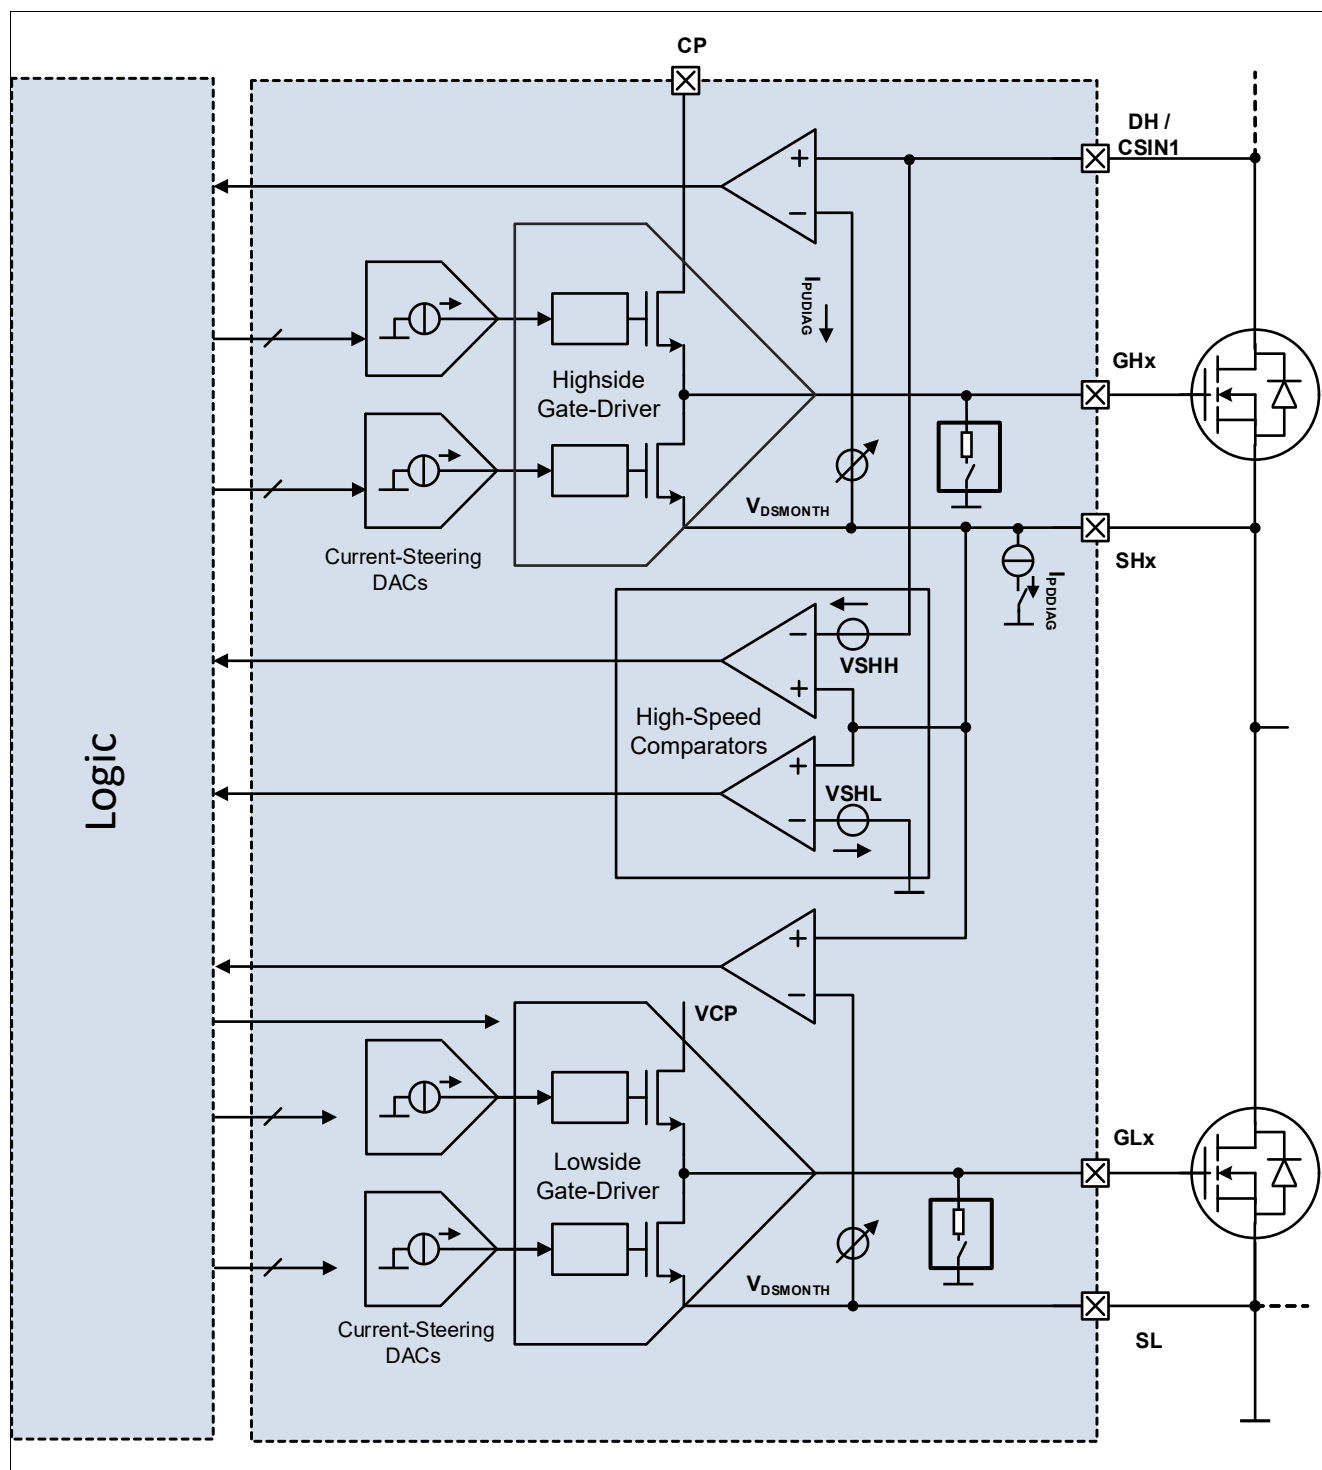 CP
DH /
CSIN1
+
−
IPUDIAG
GHx
Highside
Gate-Driver
VDSMONTH
Current-Steering
DACs
SHx
IPDDIAG
−
VSHH
+
High-Speed
Comparators
Logic
+
VSHL
−
+
−
VCP
GLx
Lowside
Gate-Driver
VDSMONTH
Current-Steering
DACs
SL